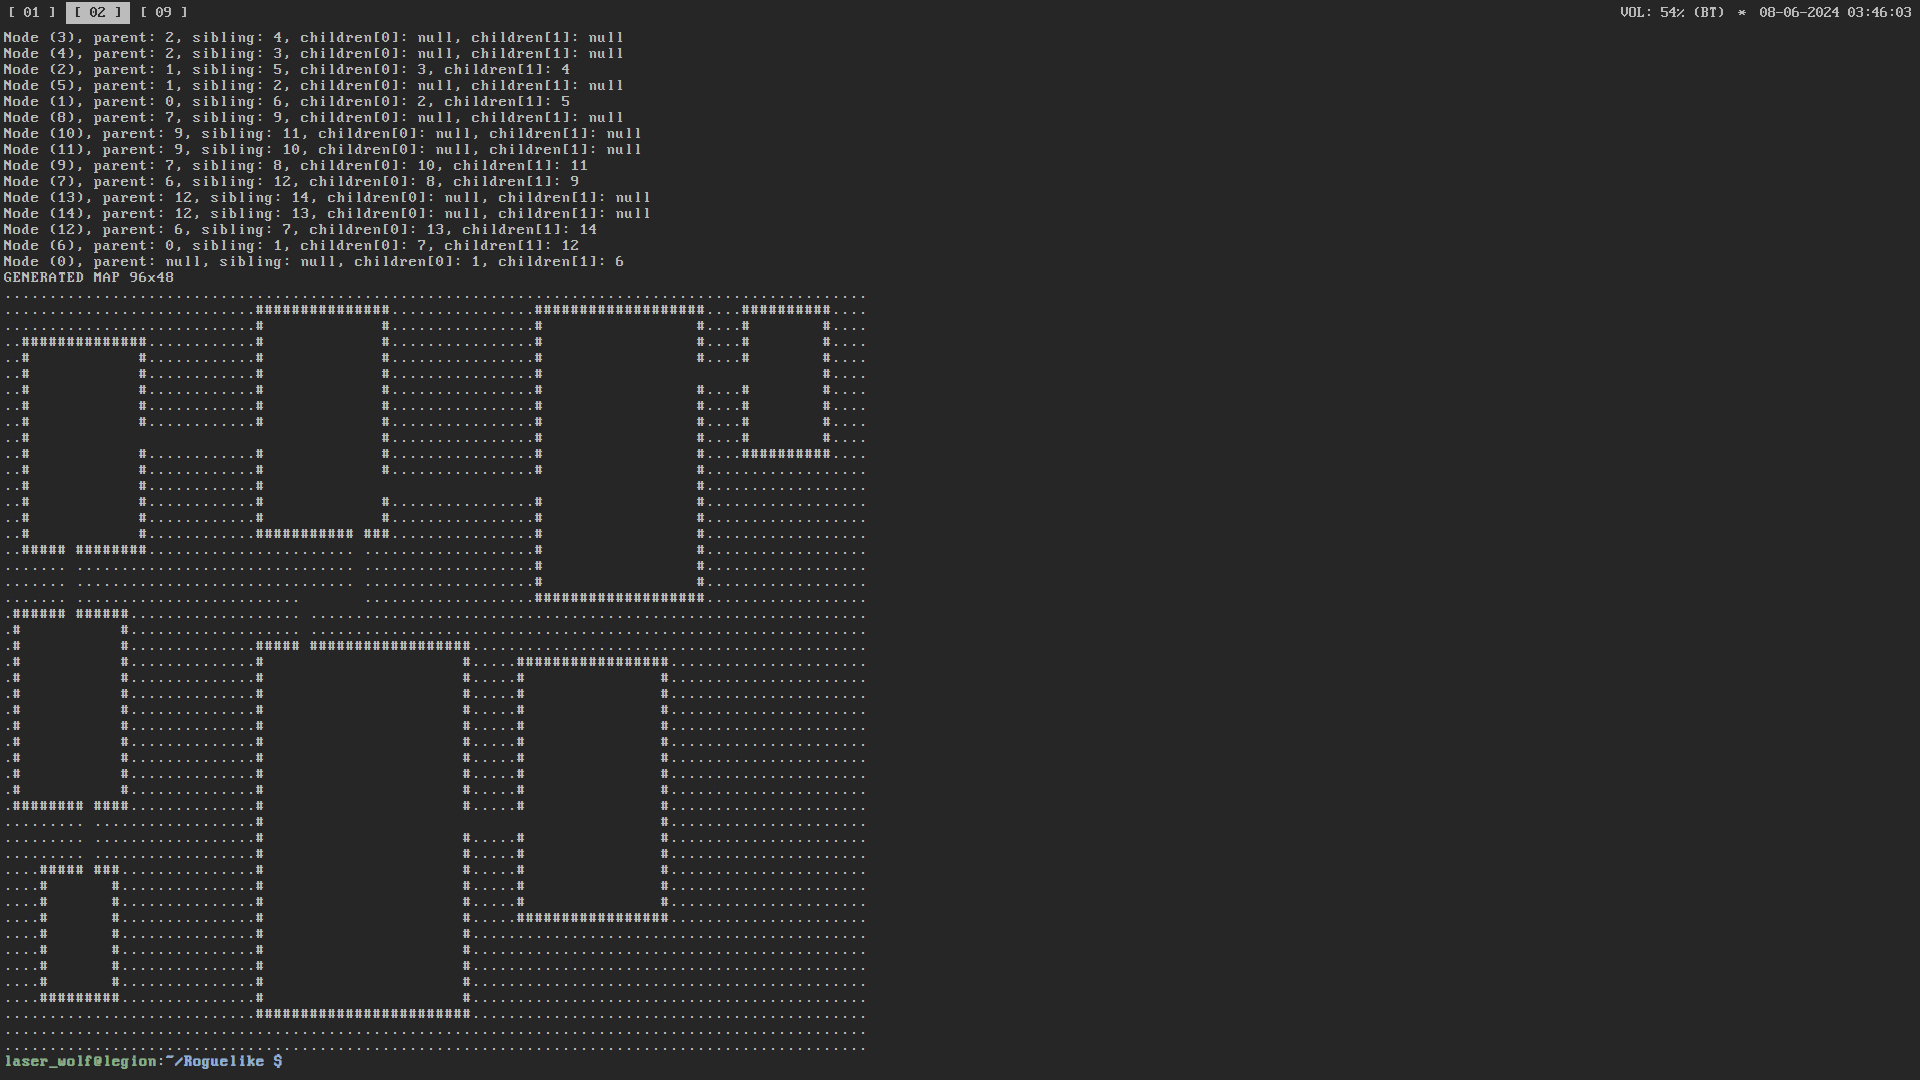 [ 01 ] [ 02 ] [ 09 ] VOL: 54% (BT) * 08-06-2024 03:46:03
Node (3), parent: 2, sibling: 4, children[0]: null, children[1]: null
Node (4), parent: 2, sibling: 3, children[0]: null, children[1]: null
Node (2), parent: 1, sibling: 5, children[0]: 3, children[1]: 4
Node (5), parent: 1, sibling: 2, children[0]: null, children[1]: null
Node (1), parent: 0, sibling: 6, children[0]: 2, children[1]: 5
Node (8), parent: 7, sibling: 9, children[0]: null, children[1]: null
Node (10), parent: 9, sibling: 11, children[0]: null, children[1]: null
Node (11), parent: 9, sibling: 10, children[0]: null, children[1]: null
Node (9), parent: 7, sibling: 8, children[0]: 10, children[1]: 11
Node (7), parent: 6, sibling: 12, children[0]: 8, children[1]: 9
Node (13), parent: 12, sibling: 14, children[0]: null, children[1]: null
Node (14), parent: 12, sibling: 13, children[0]: null, children[1]: null
Node (12), parent: 6, sibling: 7, children[0]: 13, children[1]: 14
Node (6), parent: 0, sibling: 1, children[0]: 7, children[1]: 12
Node (0), parent: null, sibling: null, children[0]: 1, children[1]: 6
GENERATED MAP 96x48
................................................................................................
............................###############................###################....##########....
............................#             #................#                 #....#        #....
..##############............#             #................#                 #....#        #....
..#            #............#             #................#                 #....#        #....
..#            #............#             #................#                               #....
..#            #............#             #................#                 #....#        #....
..#            #............#             #................#                 #....#        #....
..#            #............#             #................#                 #....#        #....
..#                                       #................#                 #....#        #....
..#            #............#             #................#                 #....##########....
..#            #............#             #................#                 #..................
..#            #............#                                                #..................
..#            #............#             #................#                 #..................
..#            #............#             #................#                 #..................
..#            #............########### ###................#                 #..................
..##### ########....................... ...................#                 #..................
....... ............................... ...................#                 #..................
....... ............................... ...................#                 #..................
....... .........................       ...................###################..................
.###### ######................... ..............................................................
.#           #................... ..............................................................
.#           #..............##### ##################............................................
.#           #..............#                      #.....#################......................
.#           #..............#                      #.....#               #......................
.#           #..............#                      #.....#               #......................
.#           #..............#                      #.....#               #......................
.#           #..............#                      #.....#               #......................
.#           #..............#                      #.....#               #......................
.#           #..............#                      #.....#               #......................
.#           #..............#                      #.....#               #......................
.#           #..............#                      #.....#               #......................
.######## ####..............#                      #.....#               #......................
......... ..................#                                            #......................
......... ..................#                      #.....#               #......................
......... ..................#                      #.....#               #......................
....##### ###...............#                      #.....#               #......................
....#       #...............#                      #.....#               #......................
....#       #...............#                      #.....#               #......................
....#       #...............#                      #.....#################......................
....#       #...............#                      #............................................
....#       #...............#                      #............................................
....#       #...............#                      #............................................
....#       #...............#                      #............................................
....#########...............#                      #............................................
............................########################............................................
................................................................................................
................................................................................................
laser_wolf@legion:~/Roguelike $